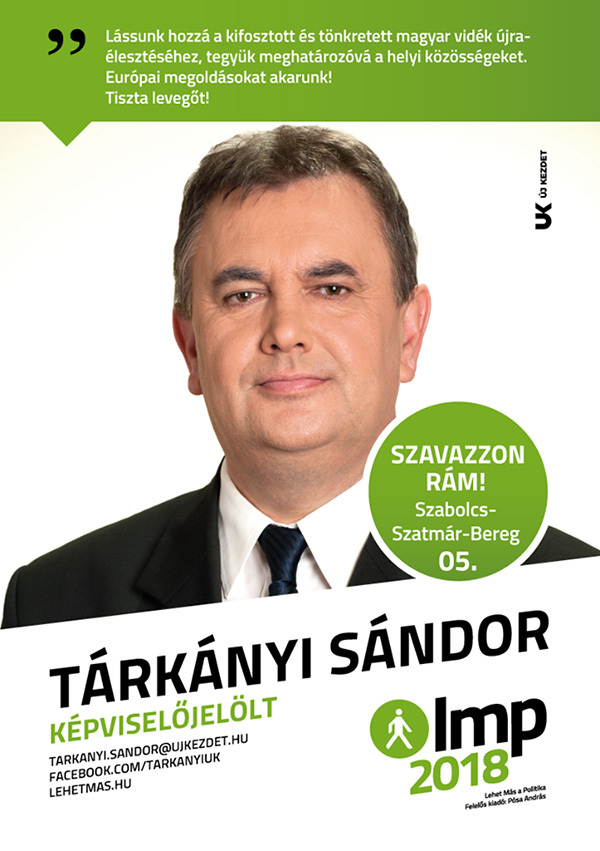 ”
Lássunk hozzá a kifosztott és tönkretett magyar vidék újra-
élesztéséhez, tegyük meghatározóvá a helyi közösségeket.
Európai megoldásokat akarunk!
Tiszta levegőt!
UK ÚJ KEZDET
SZAVAZZON
RÁM!
Szabolcs-
Szatmár-Bereg
05.
TÁRKÁNYI SÁNDOR
KÉPVISELŐJELÖLT
TARKANYI.SANDOR@UJKEZDET.HU
FACEBOOK.COM/TARKANYIUK
LEHETMAS.HU
lmp
2018
Lehet Más a Politika
Felelős kiadó: Pósa András